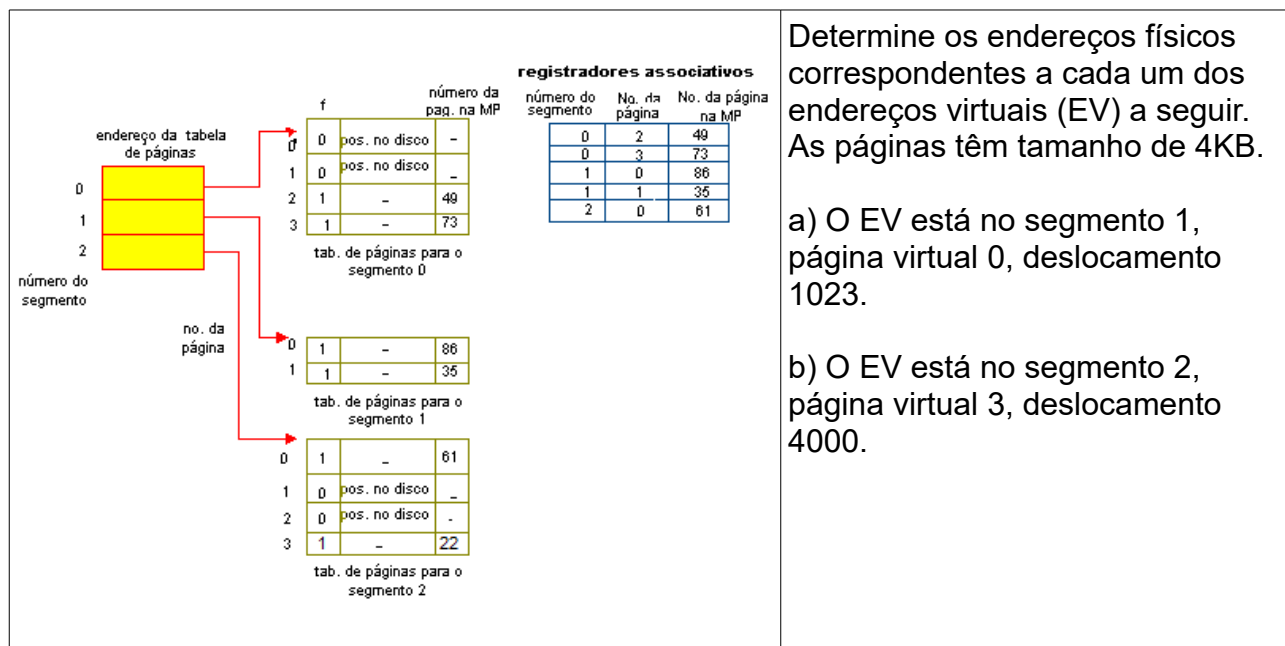 registradores associativos
número do segmento
No. da página
No. da página na MP
0 2 49
0 3 73
1 0 86
1 1 35
2 0 61
endereço da tabela
de páginas
0
1
2
número do
segmento
no. da
página
f
número da
pag. na MP
0 0 pos. no disco –
1 0 pos. no disco _
2 1 – 49
3 1 – 73
tab. de páginas para o
segmento 0
0 1 – 86
1 1 – 35
tab. de páginas para o
segmento 1
0 1 – 61
1 0 pos. no disco _
2 0 pos. no disco -
3 1 – 22
tab. de páginas para o
segmento 2
Determine os endereços físicos
correspondentes a cada um dos
endereços virtuais (EV) a seguir.
As páginas têm tamanho de 4KB.
a) O EV está no segmento 1,
página virtual 0, deslocamento
1023.
b) O EV está no segmento 2,
página virtual 3, deslocamento
4000.